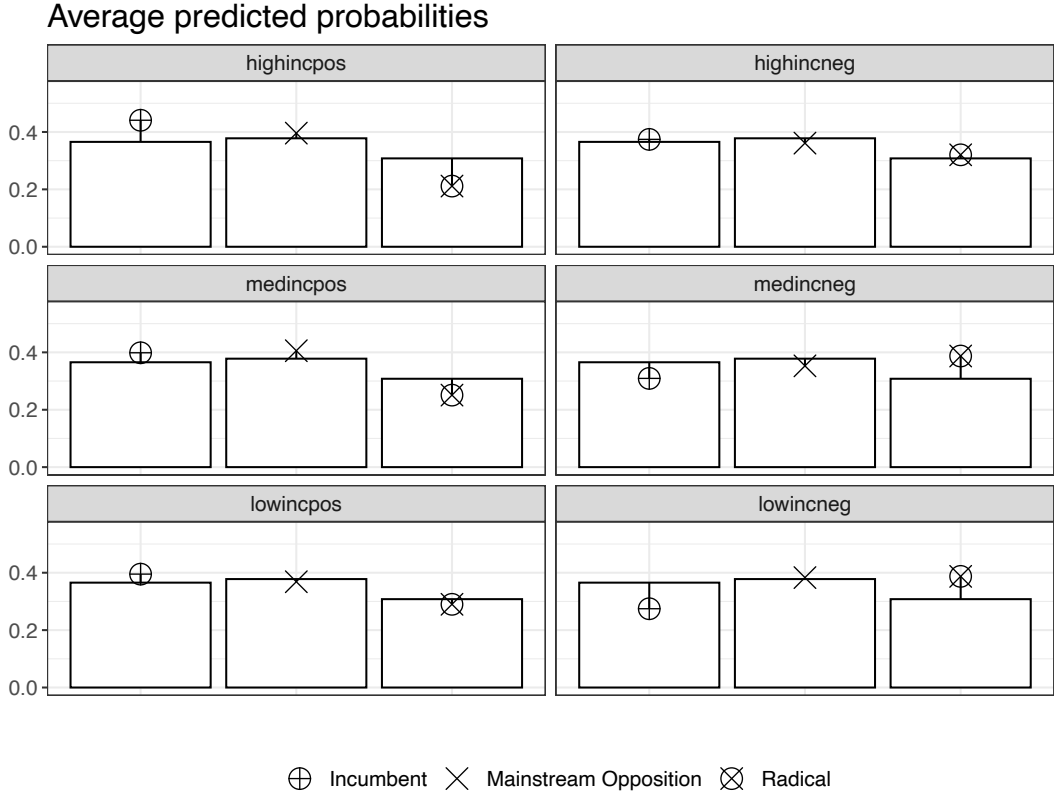 Average predicted probabilities
highincpos highincneg
0.4
0.2
0.0
medincpos medincneg
0.4
0.2
0.0
lowincpos lowincneg
0.4
0.2
0.0
Incumbent Mainstream Opposition Radical